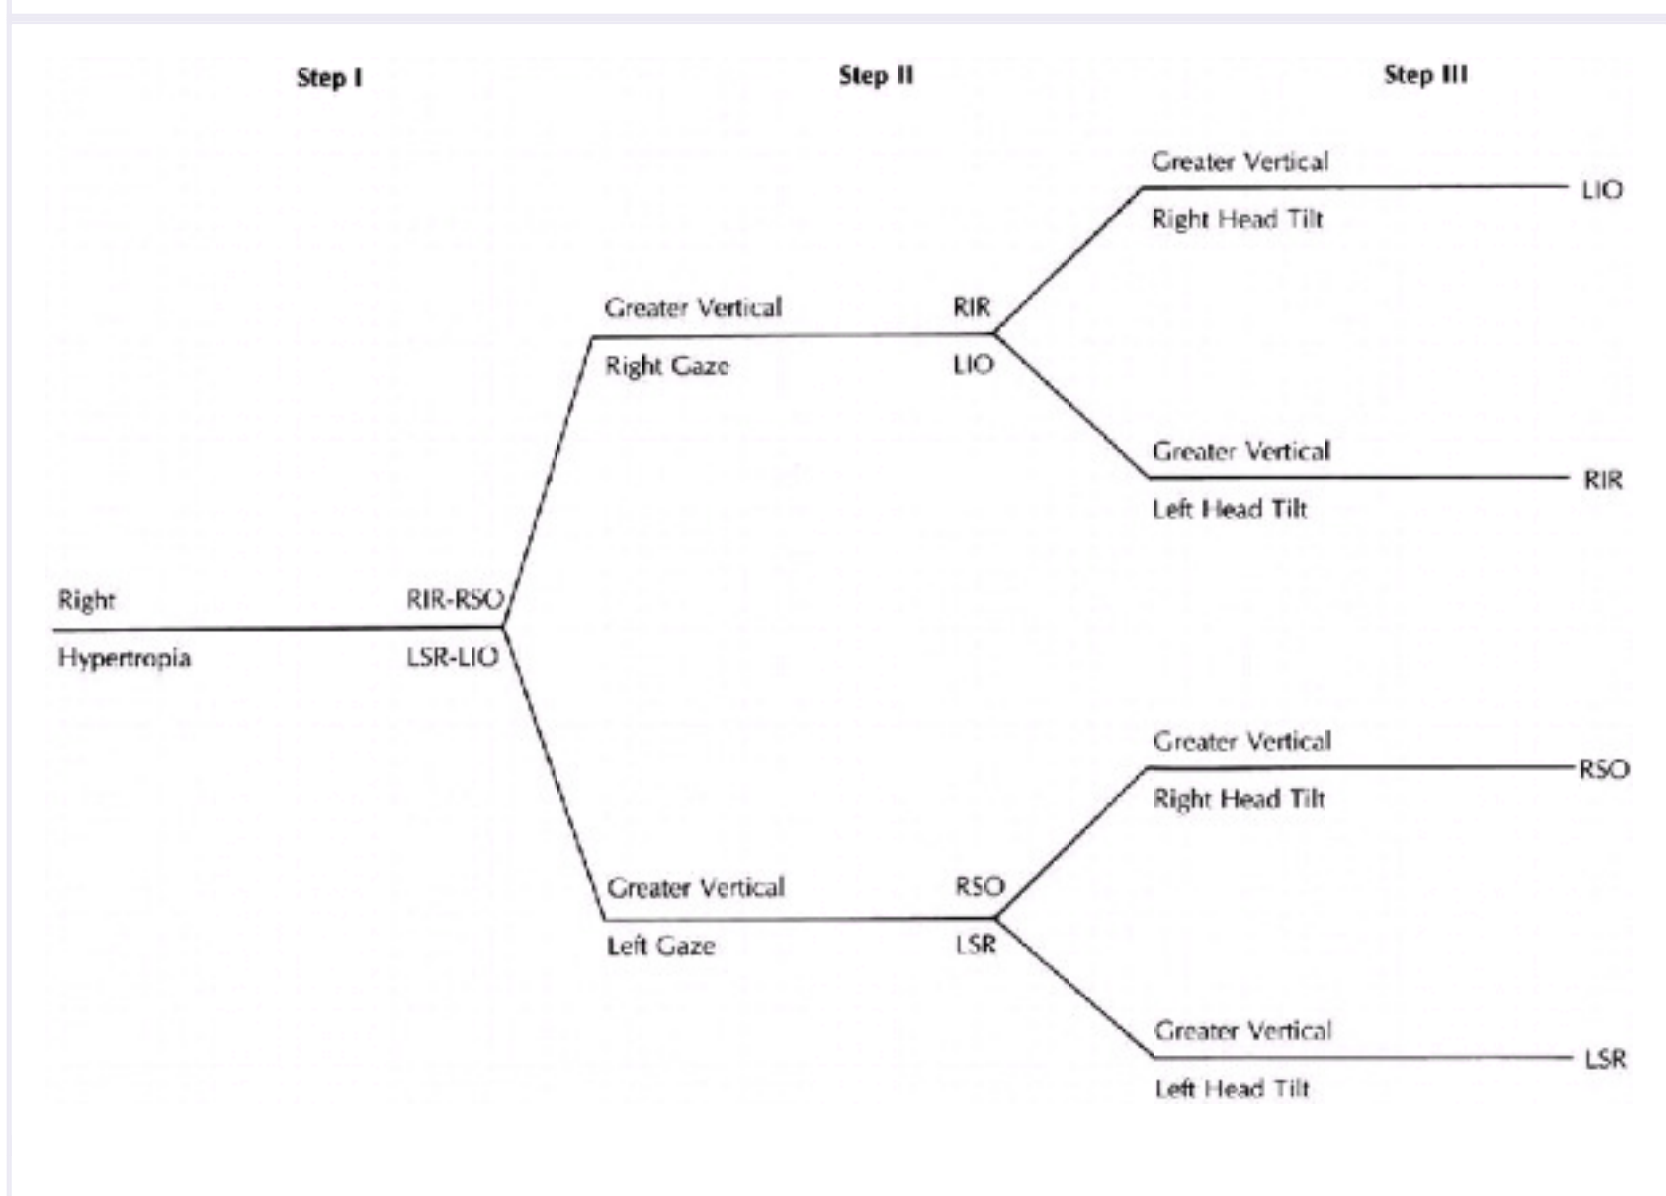 Step I
Step II
Step III
Greater Vertical
LIO
Right Head Tilt
Greater Vertical
RIR
Right Gaze
LIO
Greater Vertical
RIR
Left Head Tilt
Right
RIR-RSO
Hypertropia
LSR-LIO
Greater Vertical
RSO
Right Head Tilt
Greater Vertical
RSO
Left Gaze
LSR
Greater Vertical
LSR
Left Head Tilt